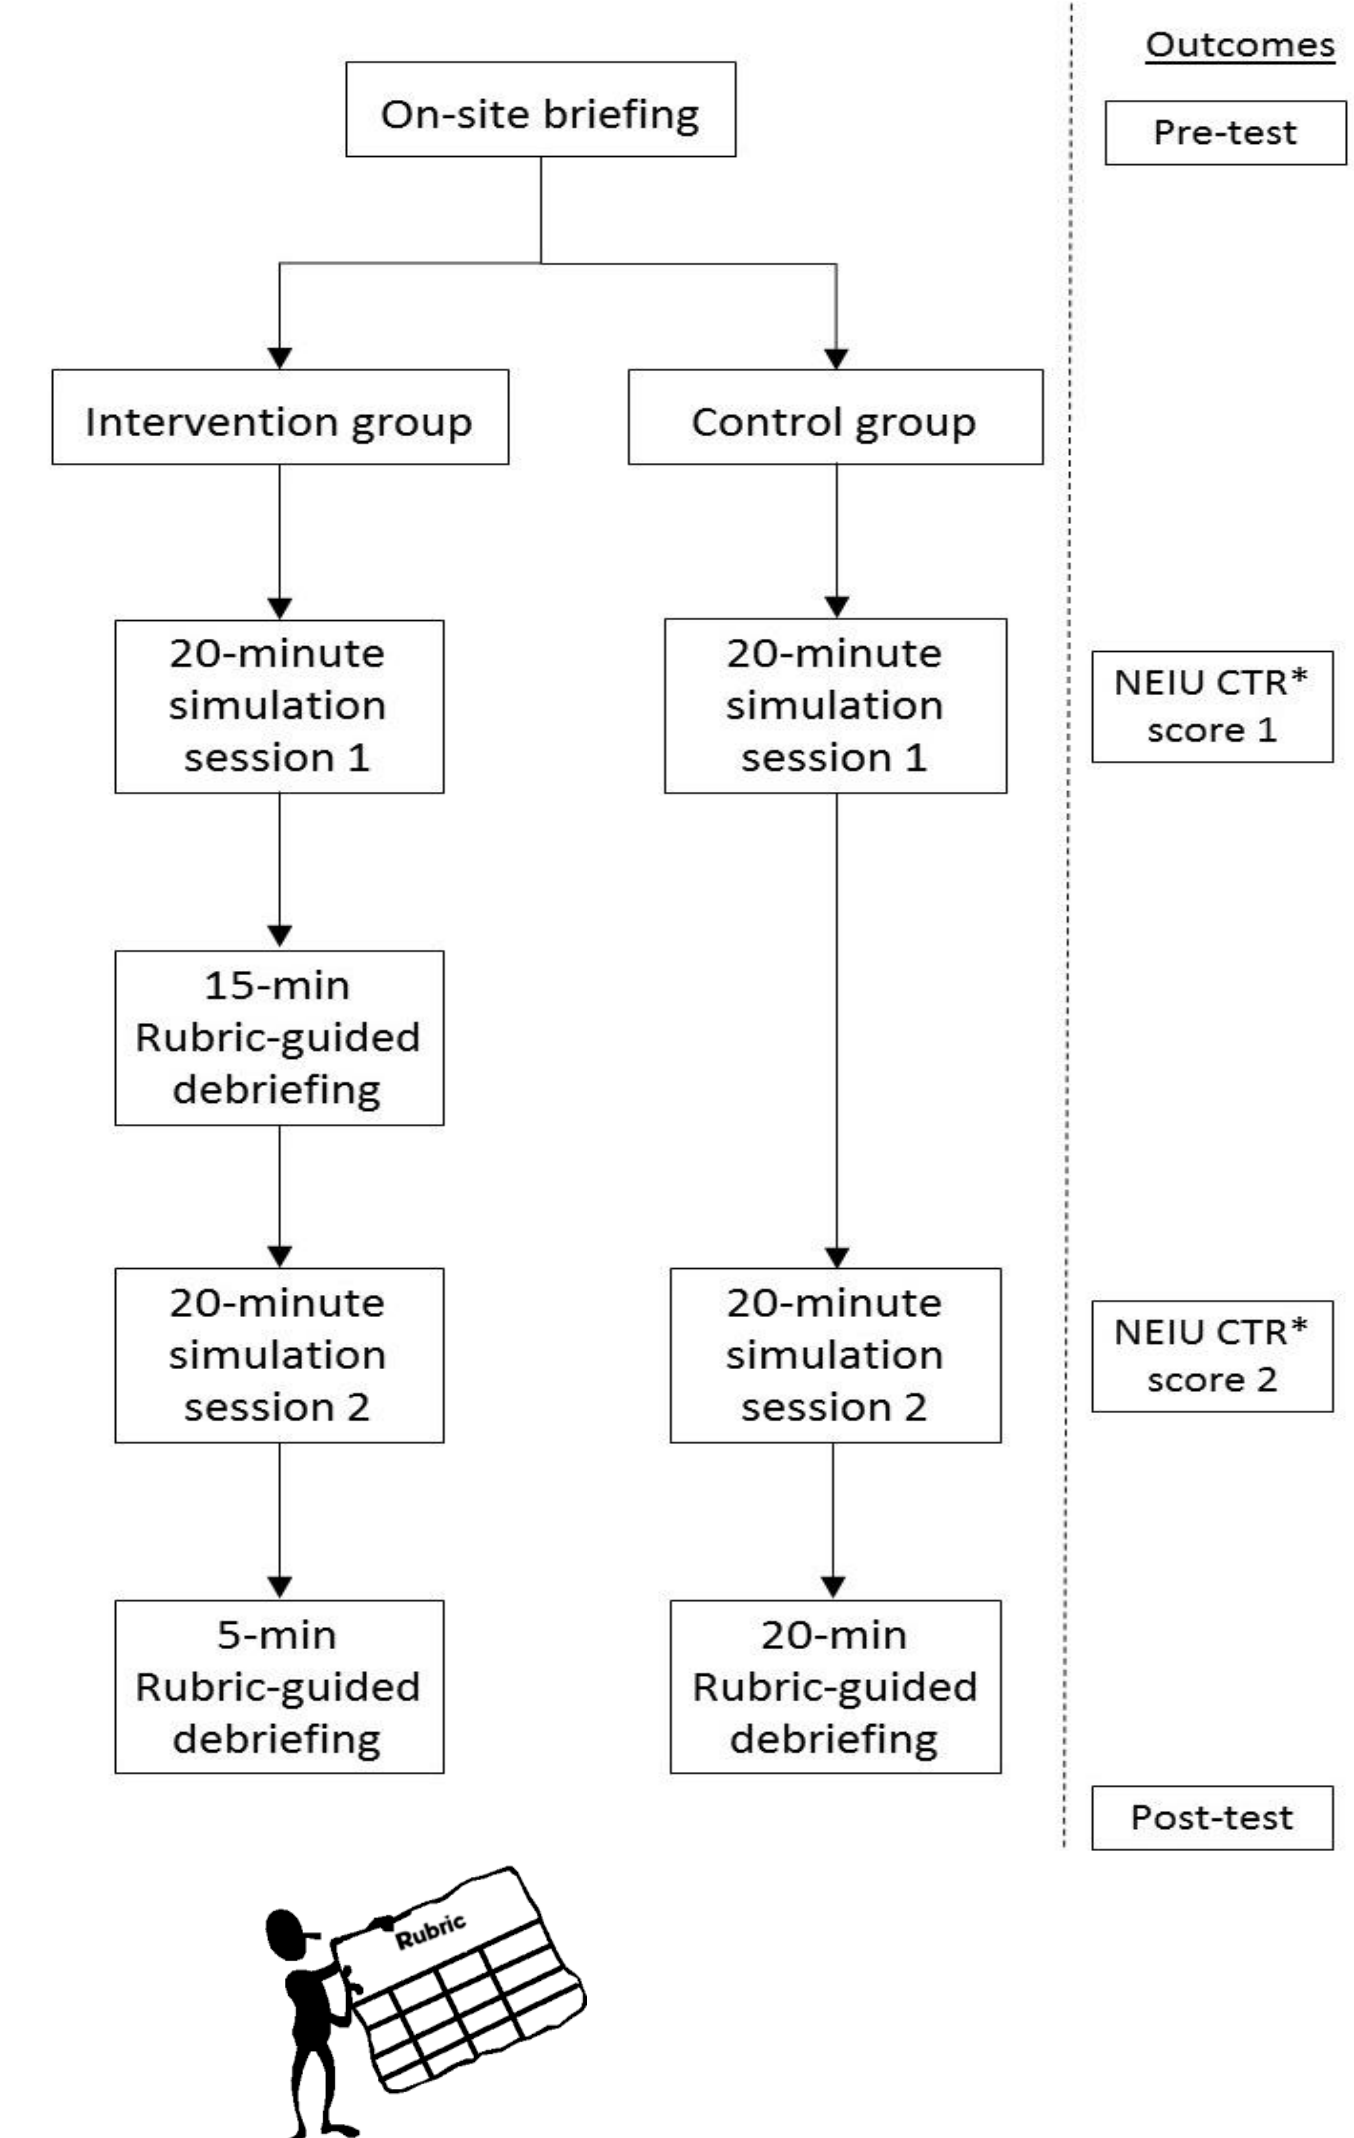 Outcomes
On-site briefing
Pre-test
Intervention group
Control group
20-minute
simulation
session 1
20-minute
simulation
session 1
NEIU CTR*
score 1
15-min
Rubric-guided
debriefing
20-minute
simulation
session 2
20-minute
simulation
session 2
NEIU CTR*
score 2
5-min
Rubric-guided
debriefing
20-min
Rubric-guided
debriefing
Post-test
Rubric